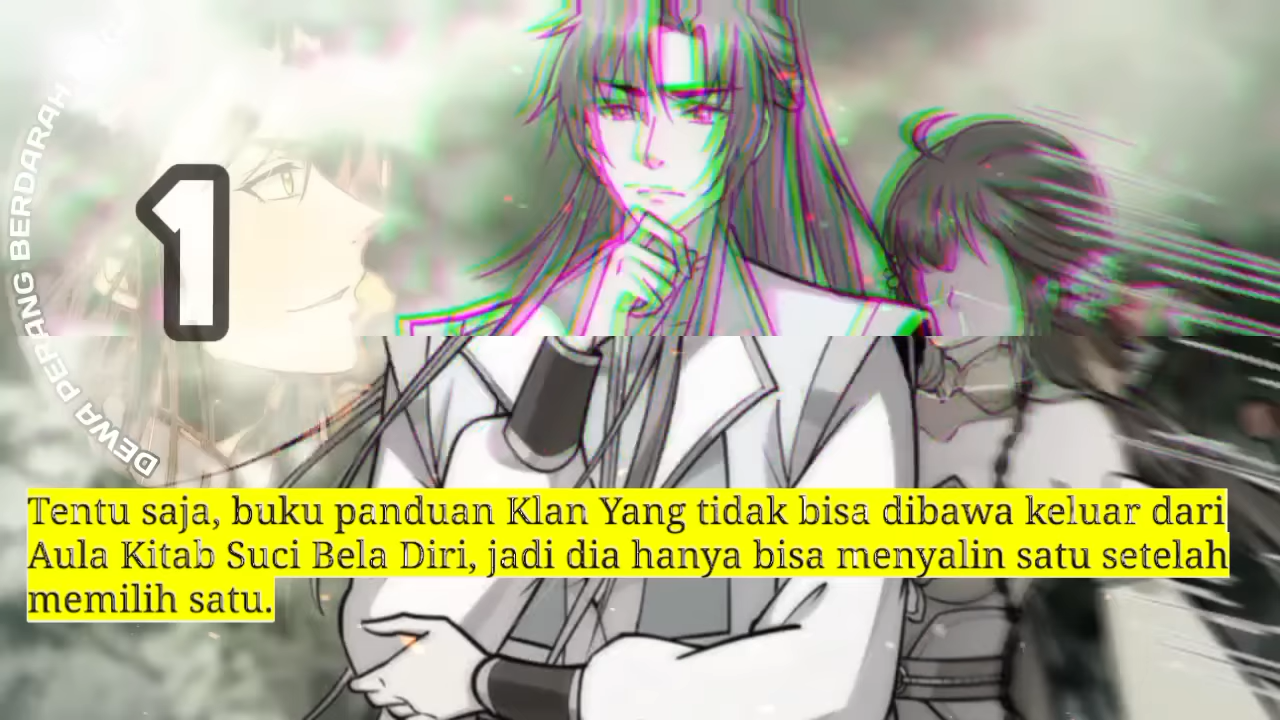 DEWA PERANG BERDARAH
1
Tentu saja, buku panduan Klan Yang tidak bisa dibawa keluar dari
Aula Kitab Suci Bela Diri, jadi dia hanya bisa menyalin satu setelah
memilih satu.